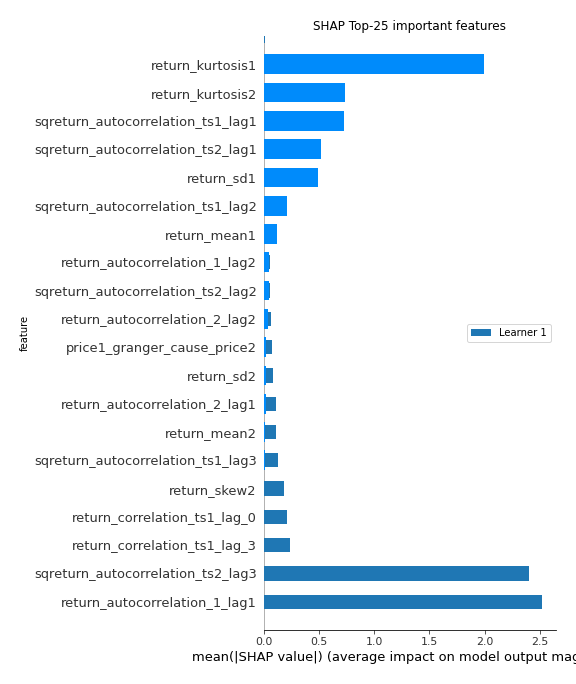 SHAP Top-25 important features
return_kurtosis1
return_kurtosis2
sqreturn_autocorrelation_ts1_lag1
sqreturn_autocorrelation_ts2_lag1
return_sd1
sqreturn_autocorrelation_ts1_lag2
return_mean1
return_autocorrelation_1_lag2
sqreturn_autocorrelation_ts2_lag2
return_autocorrelation_2_lag2
price1_granger_cause_price2
return_sd2
return_autocorrelation_2_lag1
return_mean2
sqreturn_autocorrelation_ts1_lag3
return_skew2
return_correlation_ts1_lag_0
return_correlation_ts1_lag_3
sqreturn_autocorrelation_ts2_lag3
return_autocorrelation_1_lag1
feature
Learner 1
0.0 0.5 1.0 1.5 2.0 2.5
mean(|SHAP value|) (average impact on model output mag